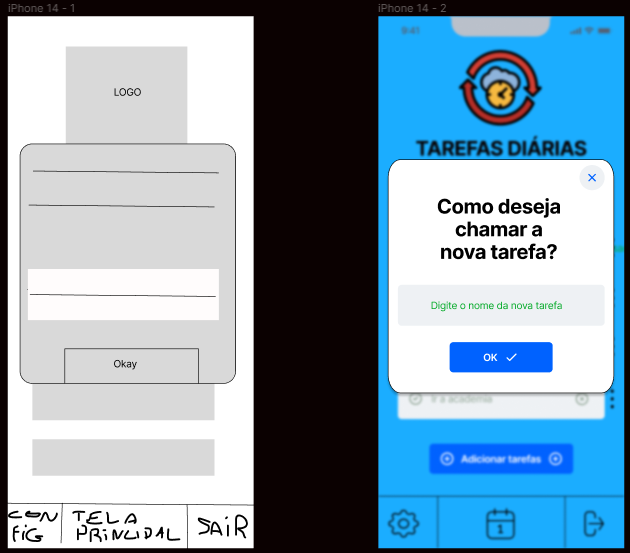 iPhone 14 - 1
LOGO
Okay
CON
FIG
TELA
PRINCIDAL
SAIR
iPhone 14 - 2
9:41
TAREFAS DIÁRIAS
Como deseja
chamar a
nova tarefa?
Digite o nome da nova tarefa
OK
Ir a academia
Adicionar tarefas
1